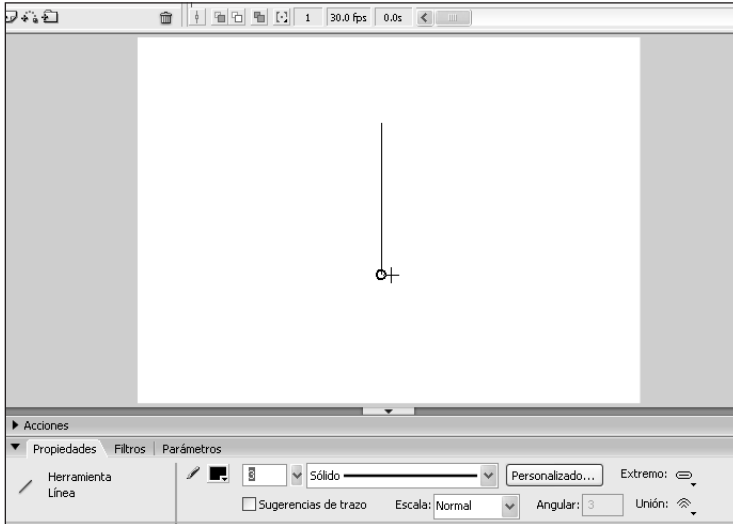 1 30.0 fps 0.0s
Acciones
Propiedades Filtros Parámetros
Herramienta Línea
3 Sólido Personalizado... Extremo:
Sugerencias de trazo Escala: Normal Angular: 3 Unión: